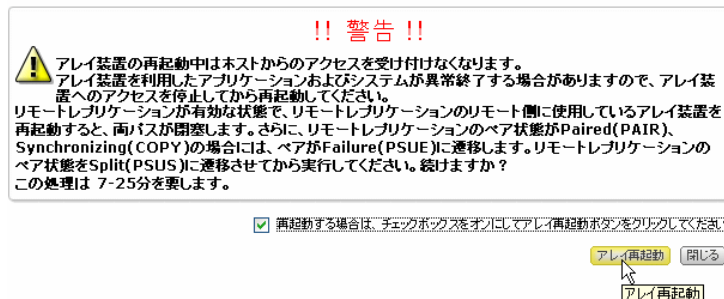 !! 警告 !!
アレイ装置の再起動中はホストからのアクセスを受け付けなくなります。
アレイ装置を利用したアプリケーションおよびシステムが異常終了する場合がありますので、アレイ装
置へのアクセスを停止してから再起動してください。
リモートレプリケーションが有効な状態で、リモートレプリケーションのリモート側に使用しているアレイ装置を
再起動すると、両パスが閉塞します。さらに、リモートレプリケーションのペア状態がPaired(PAIR)、
Synchronizing(COPY)の場合には、ペアがFailure(PSUE)に遷移します。リモートレプリケーションの
ペア状態をSplit(PSUS)に遷移させてから実行してください。続けますか？
この処理は 7-25分を要します。
再起動する場合は、チェックボックスをオンにしてアレイ再起動ボタンをクリックしてください
アレイ再起動 閉じる
アレイ再起動